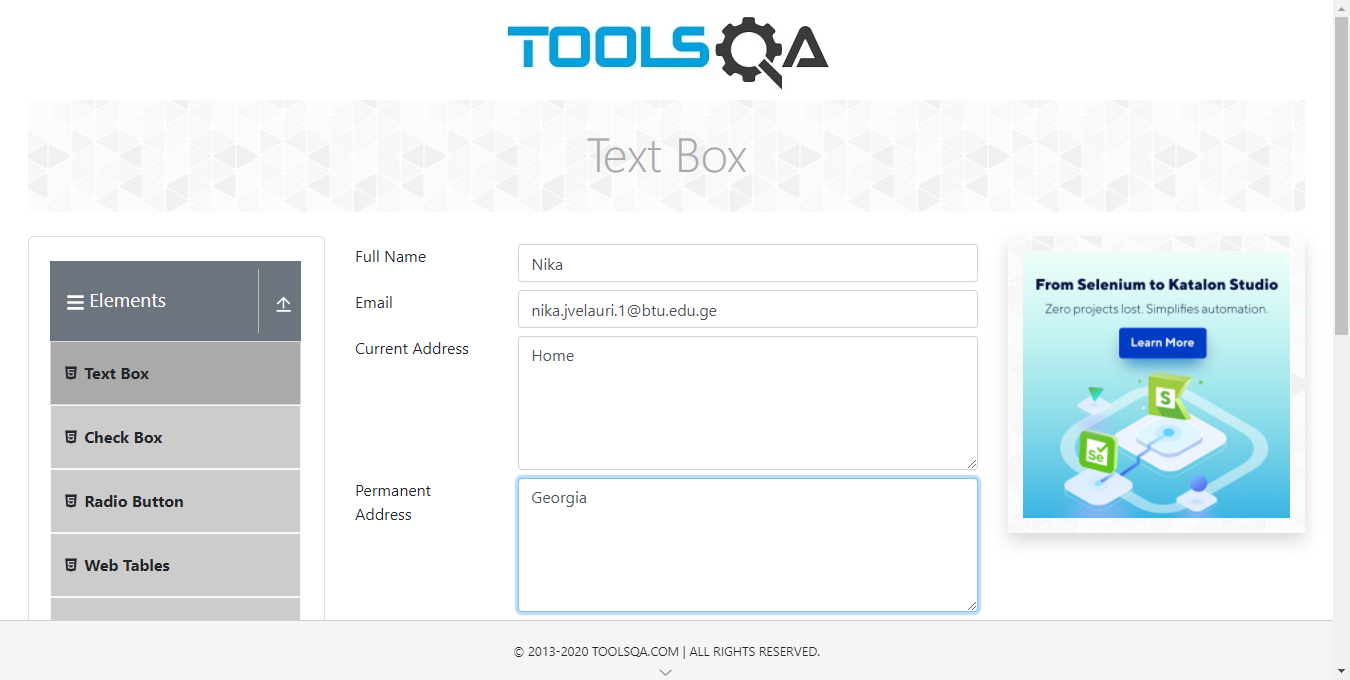 TOOLSQA
Text Box
Elements
Text Box
Check Box
Radio Button
Web Tables
Full Name
Nika
Email
nika.jvelauri.1@btu.edu.ge
Current Address
Home
Permanent
Address
Georgia
From Selenium to Katalon Studio
Zero projects lost. Simplifies automation.
Learn More
S
Se
© 2013-2020 TOOLSQA.COM | ALL RIGHTS RESERVED.